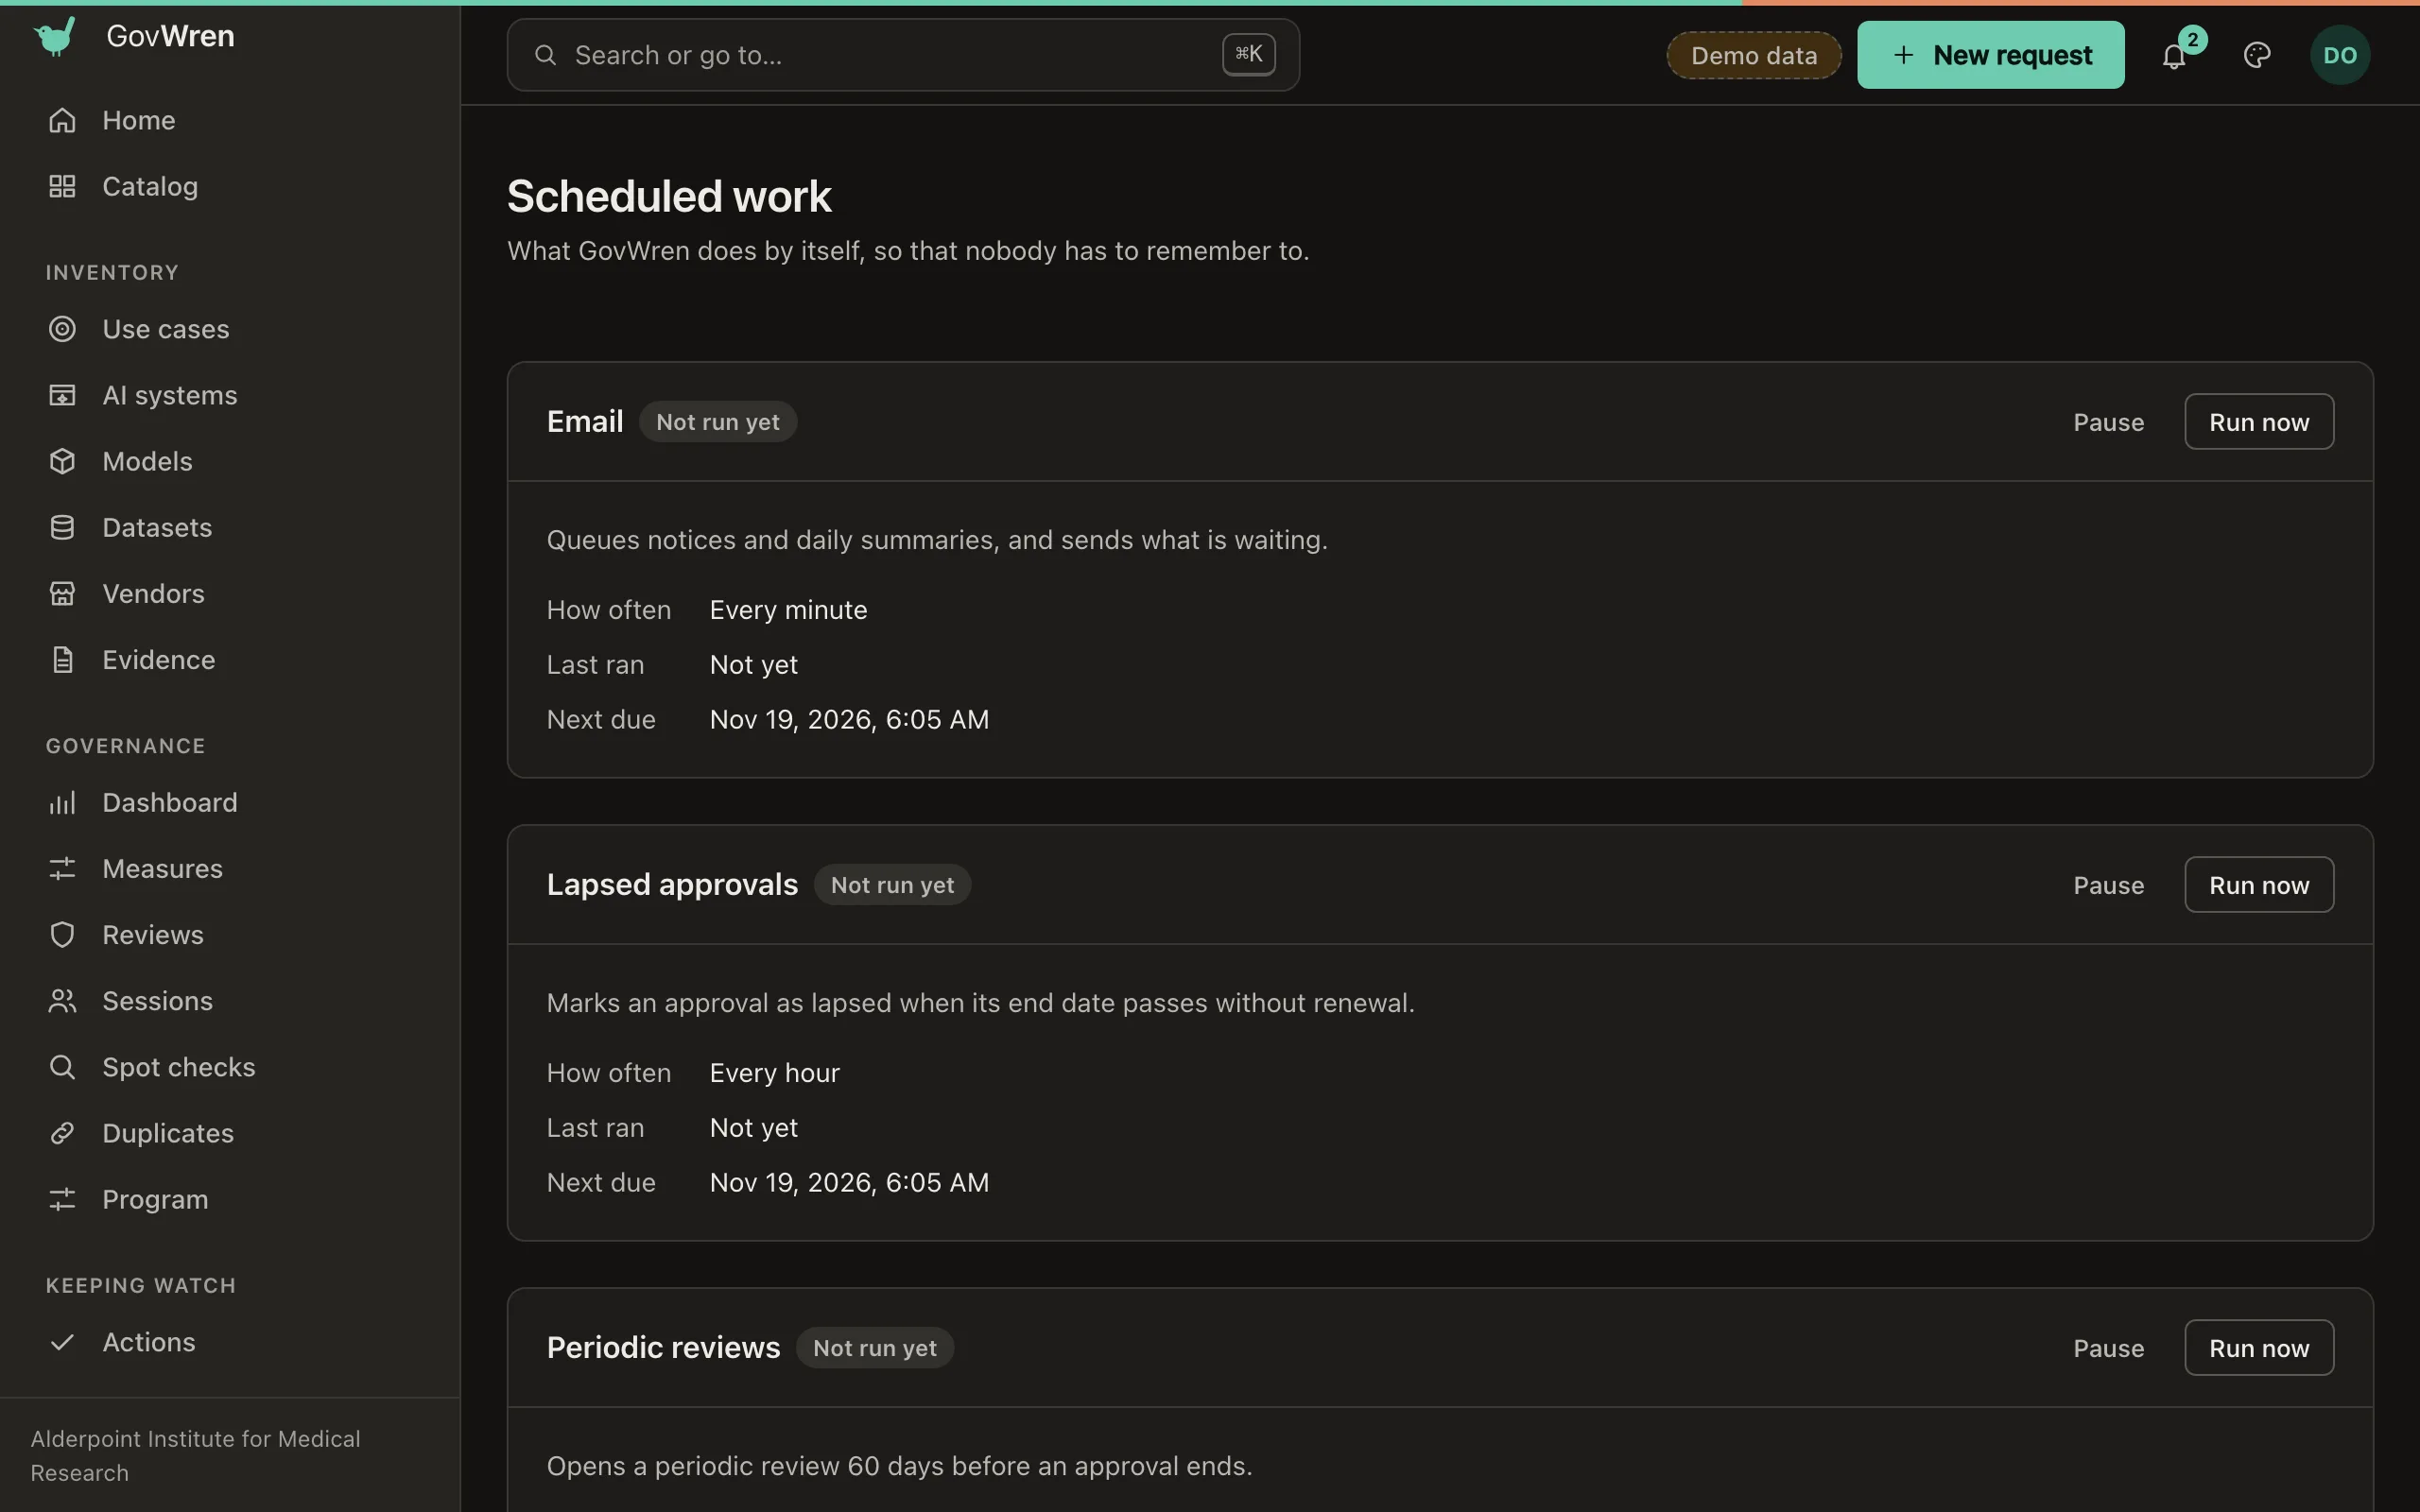 GovWren
Home
Catalog
INVENTORY
Use cases
AI systems
Models
Datasets
Vendors
Evidence
GOVERNANCE
Dashboard
Measures
Reviews
Sessions
Spot checks
Duplicates
Program
KEEPING WATCH
Actions
Alderpoint Institute for Medical
Research
Search or go to...
⌘K
Demo data
+ New request
2
DO
Scheduled work
What GovWren does by itself, so that nobody has to remember to.
Email Not run yet Pause Run now
Queues notices and daily summaries, and sends what is waiting.
How often Every minute
Last ran Not yet
Next due Nov 19, 2026, 6:05 AM
Lapsed approvals Not run yet Pause Run now
Marks an approval as lapsed when its end date passes without renewal.
How often Every hour
Last ran Not yet
Next due Nov 19, 2026, 6:05 AM
Periodic reviews Not run yet Pause Run now
Opens a periodic review 60 days before an approval ends.